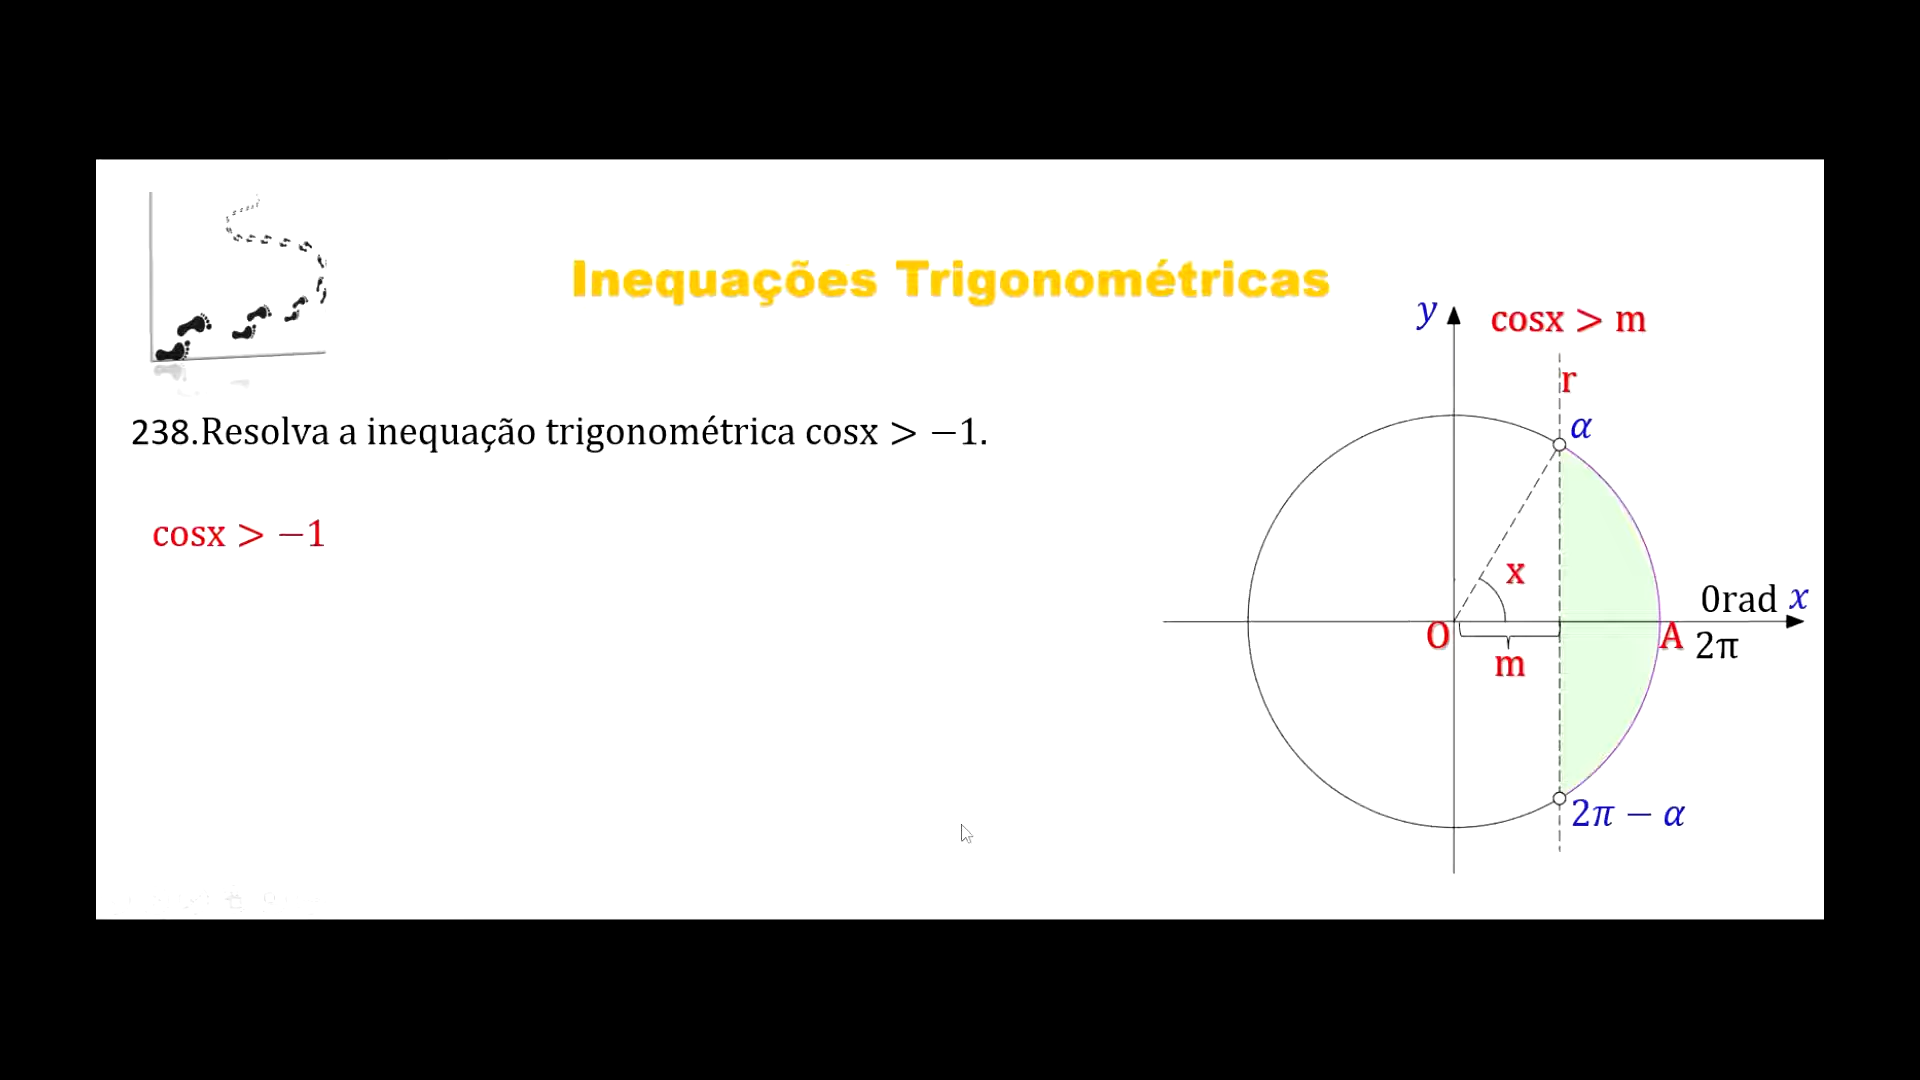 Inequações Trigonométricas
y
cosx > m
r
238.Resolva a inequação trigonométrica cosx > −1.
α
cosx > −1
x
0rad x
O
A 2π
m
2π − α